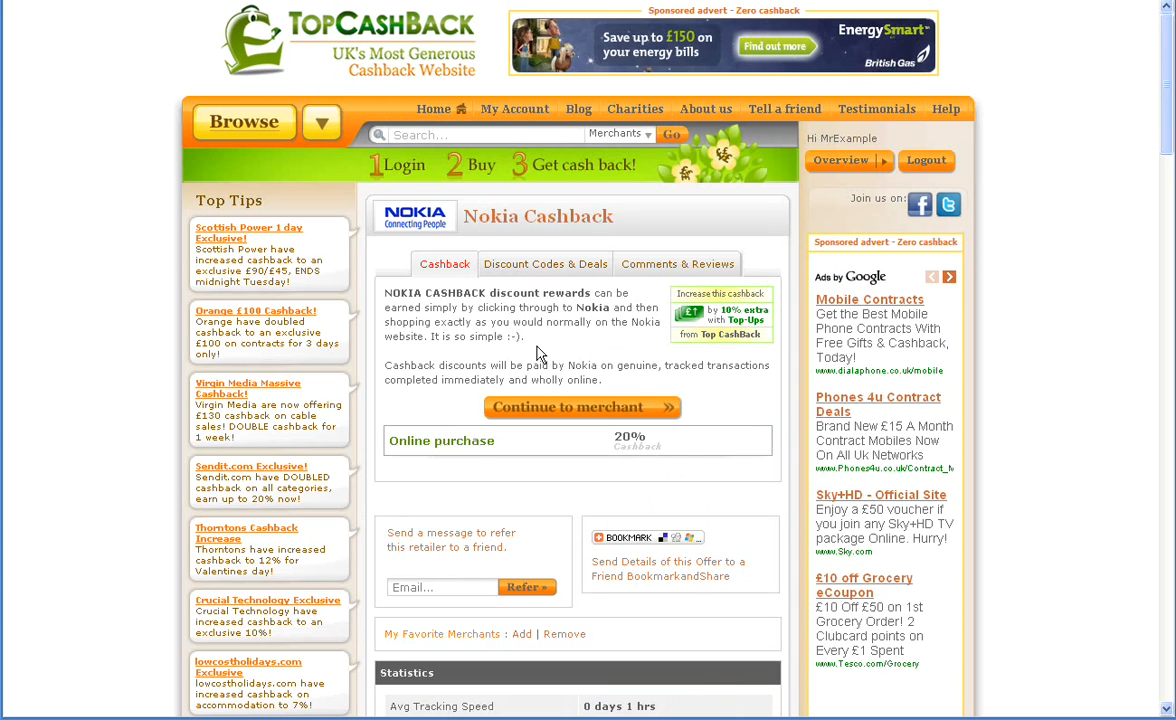 Sponsored advert - Zero cashback
TOPCASHBACK
UK's Most Generous
Cashback Website
Save up to £150 on
your energy bills
Find out more
EnergySmart™
British Gas
Home
My Account
Blog
Charities
About us
Tell a friend
Testimonials
Help
Browse
Search...
Merchants
Go
1 Login 2 Buy 3 Get cash back!
Hi MrExample
Overview
Logout
Join us on:
Top Tips
Scottish Power 1 day
Exclusive!
Scottish Power have
increased cashback to an
exclusive £90/£45, ENDS
midnight Tuesday!
Orange £100 Cashback!
Orange have doubled
cashback to an exclusive
£100 on contracts for 3 days
only!
Virgin Media Massive
Cashback!
Virgin Media are now offering
£130 cashback on cable
sales! DOUBLE cashback for
1 week!
Sendit.com Exclusive!
Sendit.com have DOUBLED
cashback on all categories,
earn up to 20% now!
Thorntons Cashback
Increase
Thorntons have increased
cashback to 12% for
Valentines day!
Crucial Technology Exclusive
Crucial Technology have
increased cashback to an
exclusive 10%!
lowcostholidays.com
Exclusive
lowcostholidays.com have
increased cashback on
accommodation to 7%!
NOKIA
Connecting People
Nokia Cashback
Cashback
Discount Codes & Deals
Comments & Reviews
NOKIA CASHBACK discount rewards can be
earned simply by clicking through to Nokia and then
shopping exactly as you would normally on the Nokia
website. It is so simple :-).
Increase this cashback
£↑ by 10% extra
with Top-Ups
from Top CashBack
Cashback discounts will be paid by Nokia on genuine, tracked transactions
completed immediately and wholly online.
Continue to merchant »
Online purchase
20%
Cashback
Send a message to refer
this retailer to a friend.
Email...
Refer »
BOOKMARK
Send Details of this Offer to a
Friend BookmarkandShare
My Favorite Merchants : Add | Remove
Statistics
Avg Tracking Speed
0 days 1 hrs
Sponsored advert - Zero cashback
Ads by Google
Mobile Contracts
Get the Best Mobile
Phone Contracts With
Free Gifts & Cashback,
Today!
www.dialaphone.co.uk/mobile
Phones 4u Contract
Deals
Brand New £15 A Month
Contract Mobiles Now
On All Uk Networks
www.Phones4u.co.uk/Contract_M
Sky+HD - Official Site
Enjoy a £50 voucher if
you join any Sky+HD TV
package Online. Hurry!
www.Sky.com
£10 off Grocery
eCoupon
£10 Off £50 on 1st
Grocery Order! 2
Clubcard points on
Every £1 Spent
www.Tesco.com/Grocery